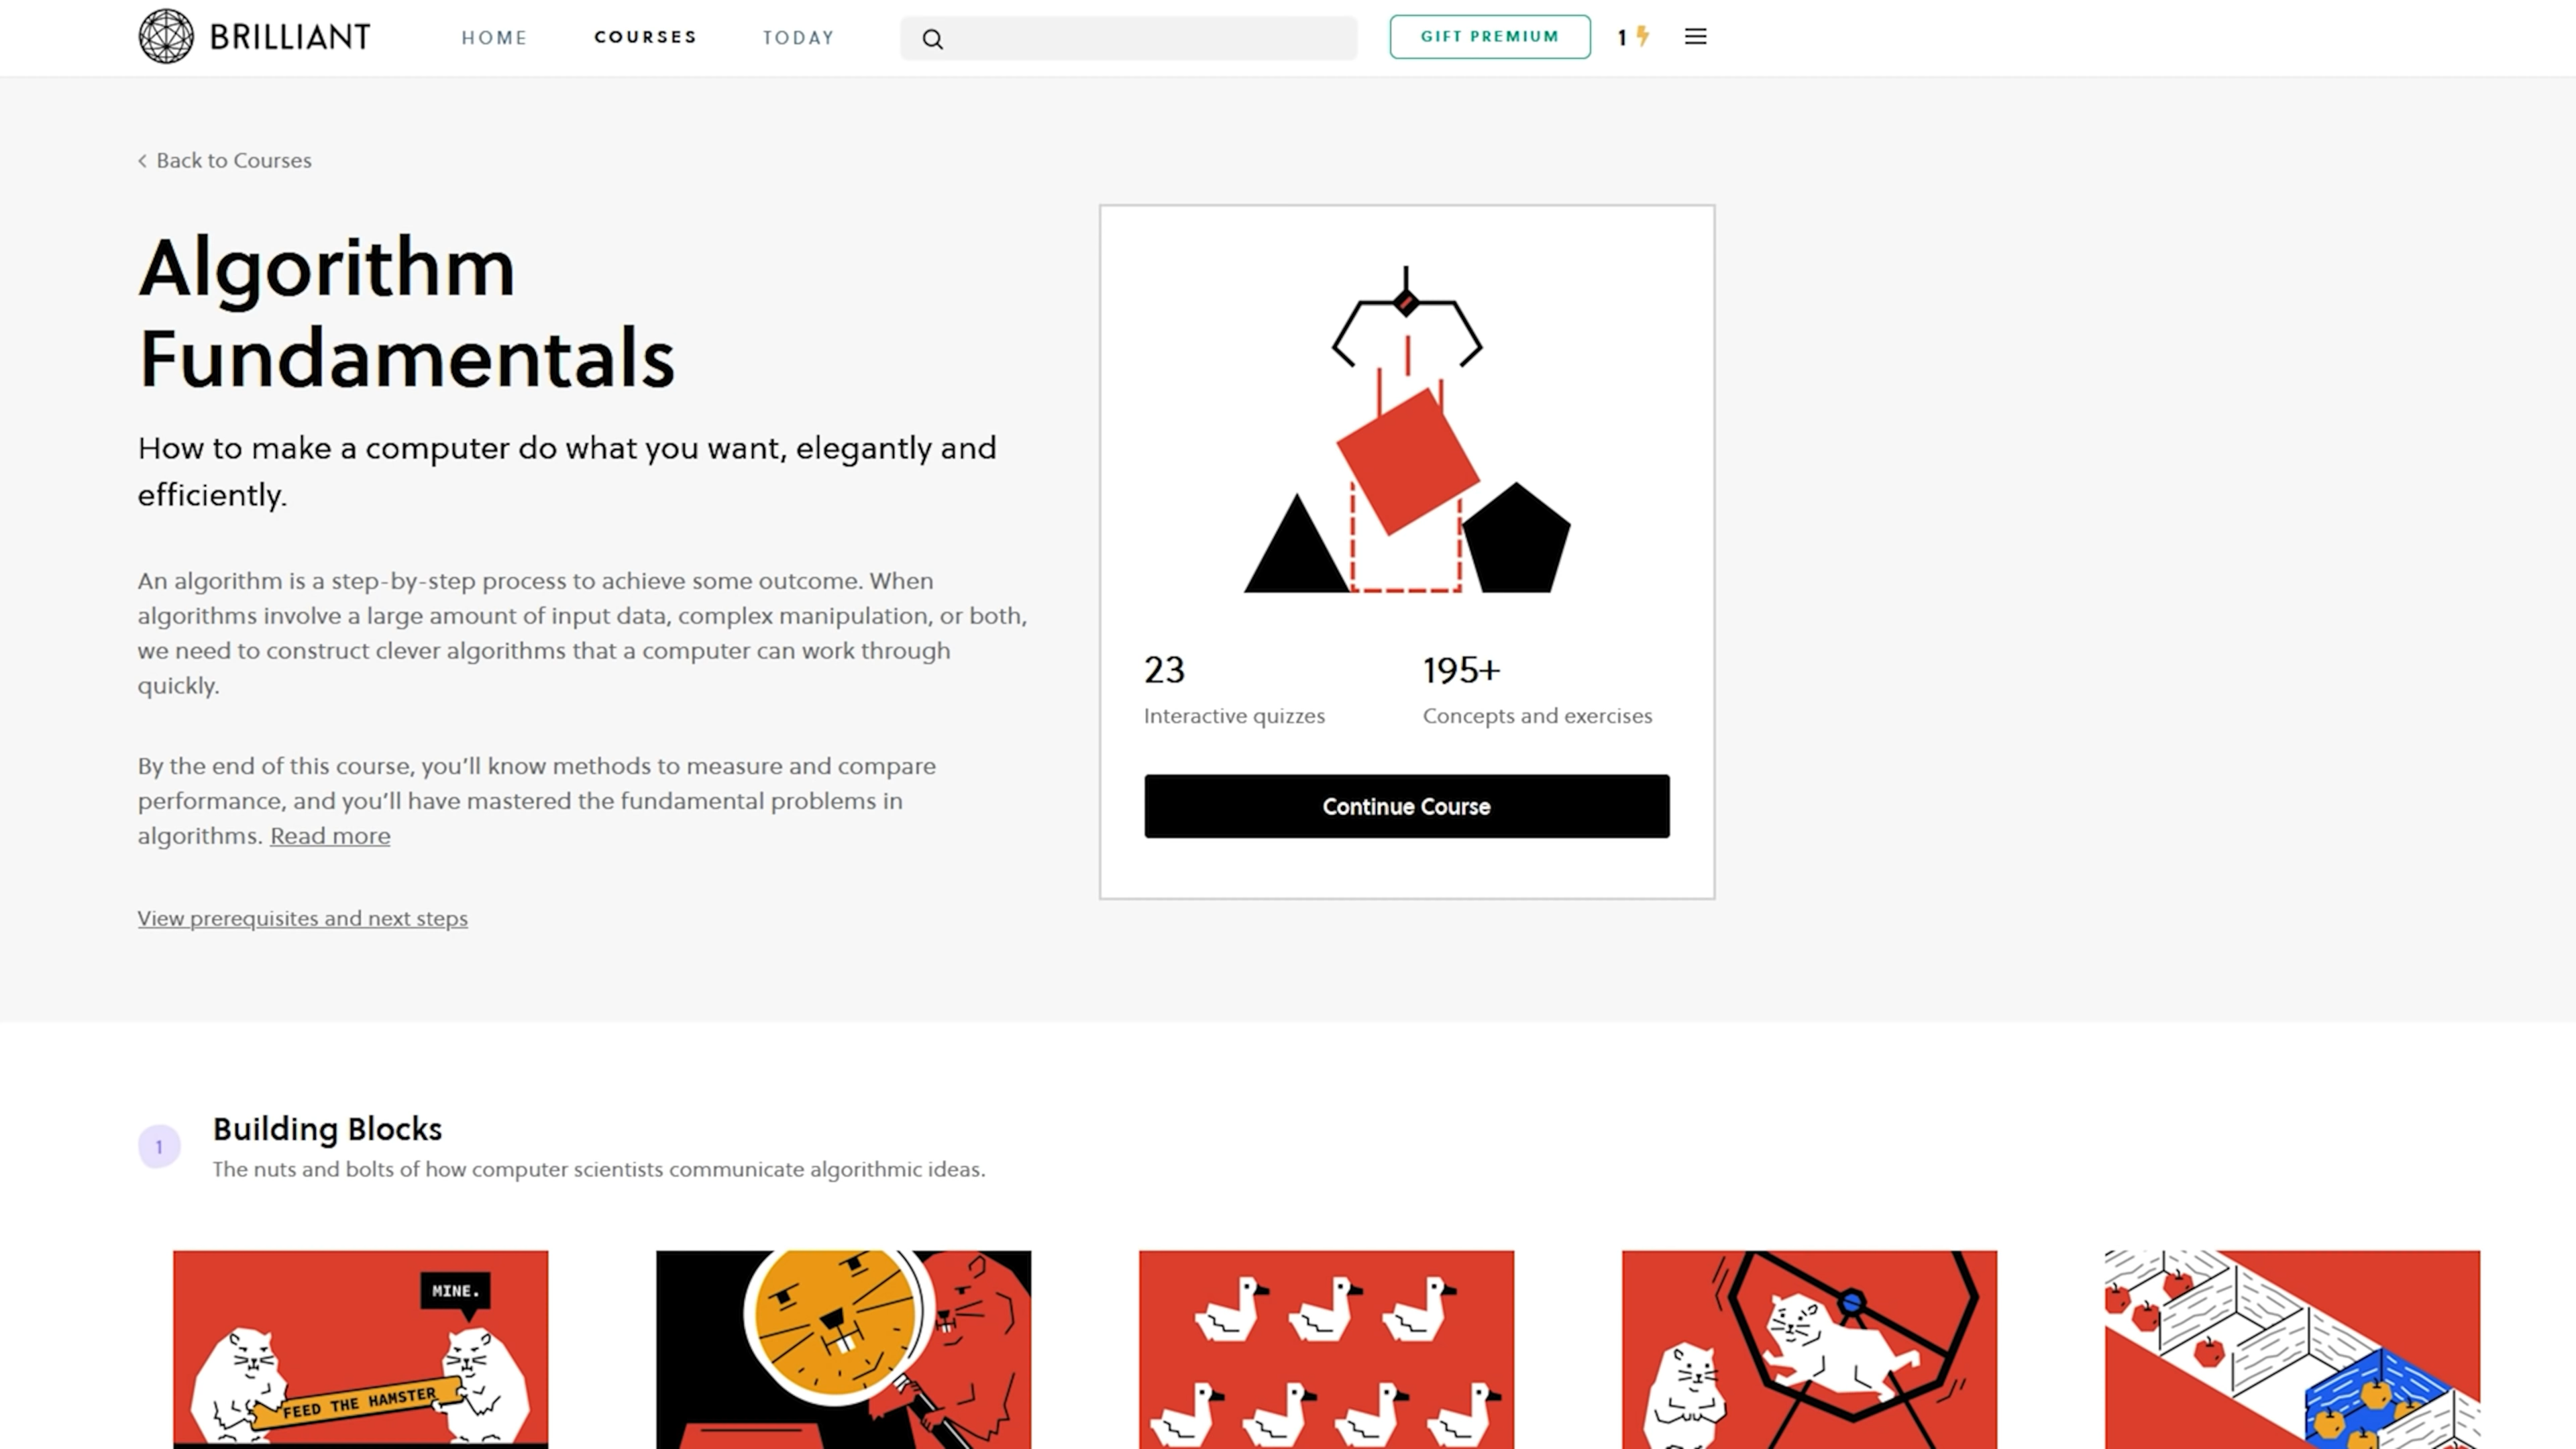 BRILLIANT
HOME
COURSES
TODAY
GIFT PREMIUM
1
Back to Courses
Algorithm
Fundamentals
How to make a computer do what you want, elegantly and
efficiently.
An algorithm is a step-by-step process to achieve some outcome. When
algorithms involve a large amount of input data, complex manipulation, or both,
we need to construct clever algorithms that a computer can work through
quickly.
By the end of this course, you’ll know methods to measure and compare
performance, and you’ll have mastered the fundamental problems in
algorithms. Read more
View prerequisites and next steps
23
Interactive quizzes
195+
Concepts and exercises
Continue Course
1
Building Blocks
The nuts and bolts of how computer scientists communicate algorithmic ideas.
MINE.
FEED THE HAMSTER